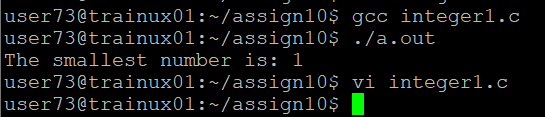 user73@trainux01:~/assign10$ gcc integer1.c
user73@trainux01:~/assign10$ ./a.out
The smallest number is: 1
user73@trainux01:~/assign10$ vi integer1.c
user73@trainux01:~/assign10$